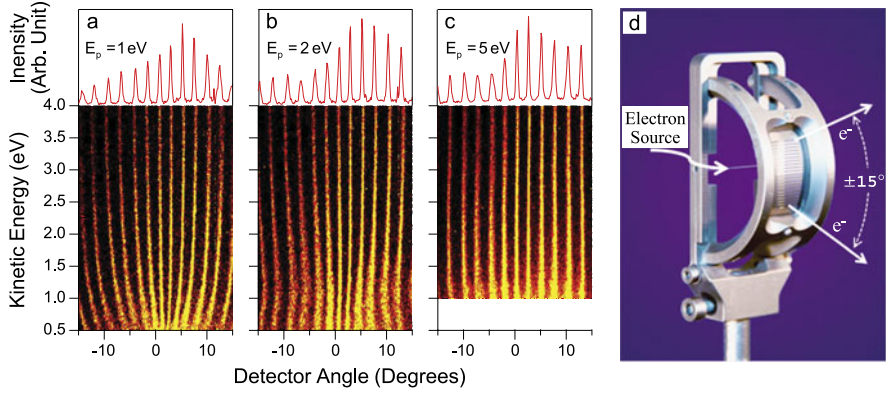 Inensity
(Arb. Unit)
a
E_p = 1 eV
b
E_p = 2 eV
c
E_p = 5 eV
Kinetic Energy (eV)
4.0
3.5
3.0
2.5
2.0
1.5
1.0
0.5
-10 0 10
-10 0 10
-10 0 10
Detector Angle (Degrees)
d
Electron
Source
e-
±15°
e-